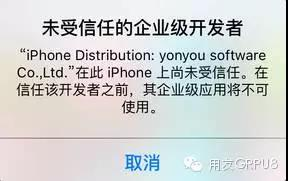 未受信任的企业级开发者
“iPhone Distribution: yonyou software
Co.,Ltd.”在此 iPhone 上尚未受信任。在
信任该开发者之前，其企业级应用将不可
使用。
取消
用友GRPU8